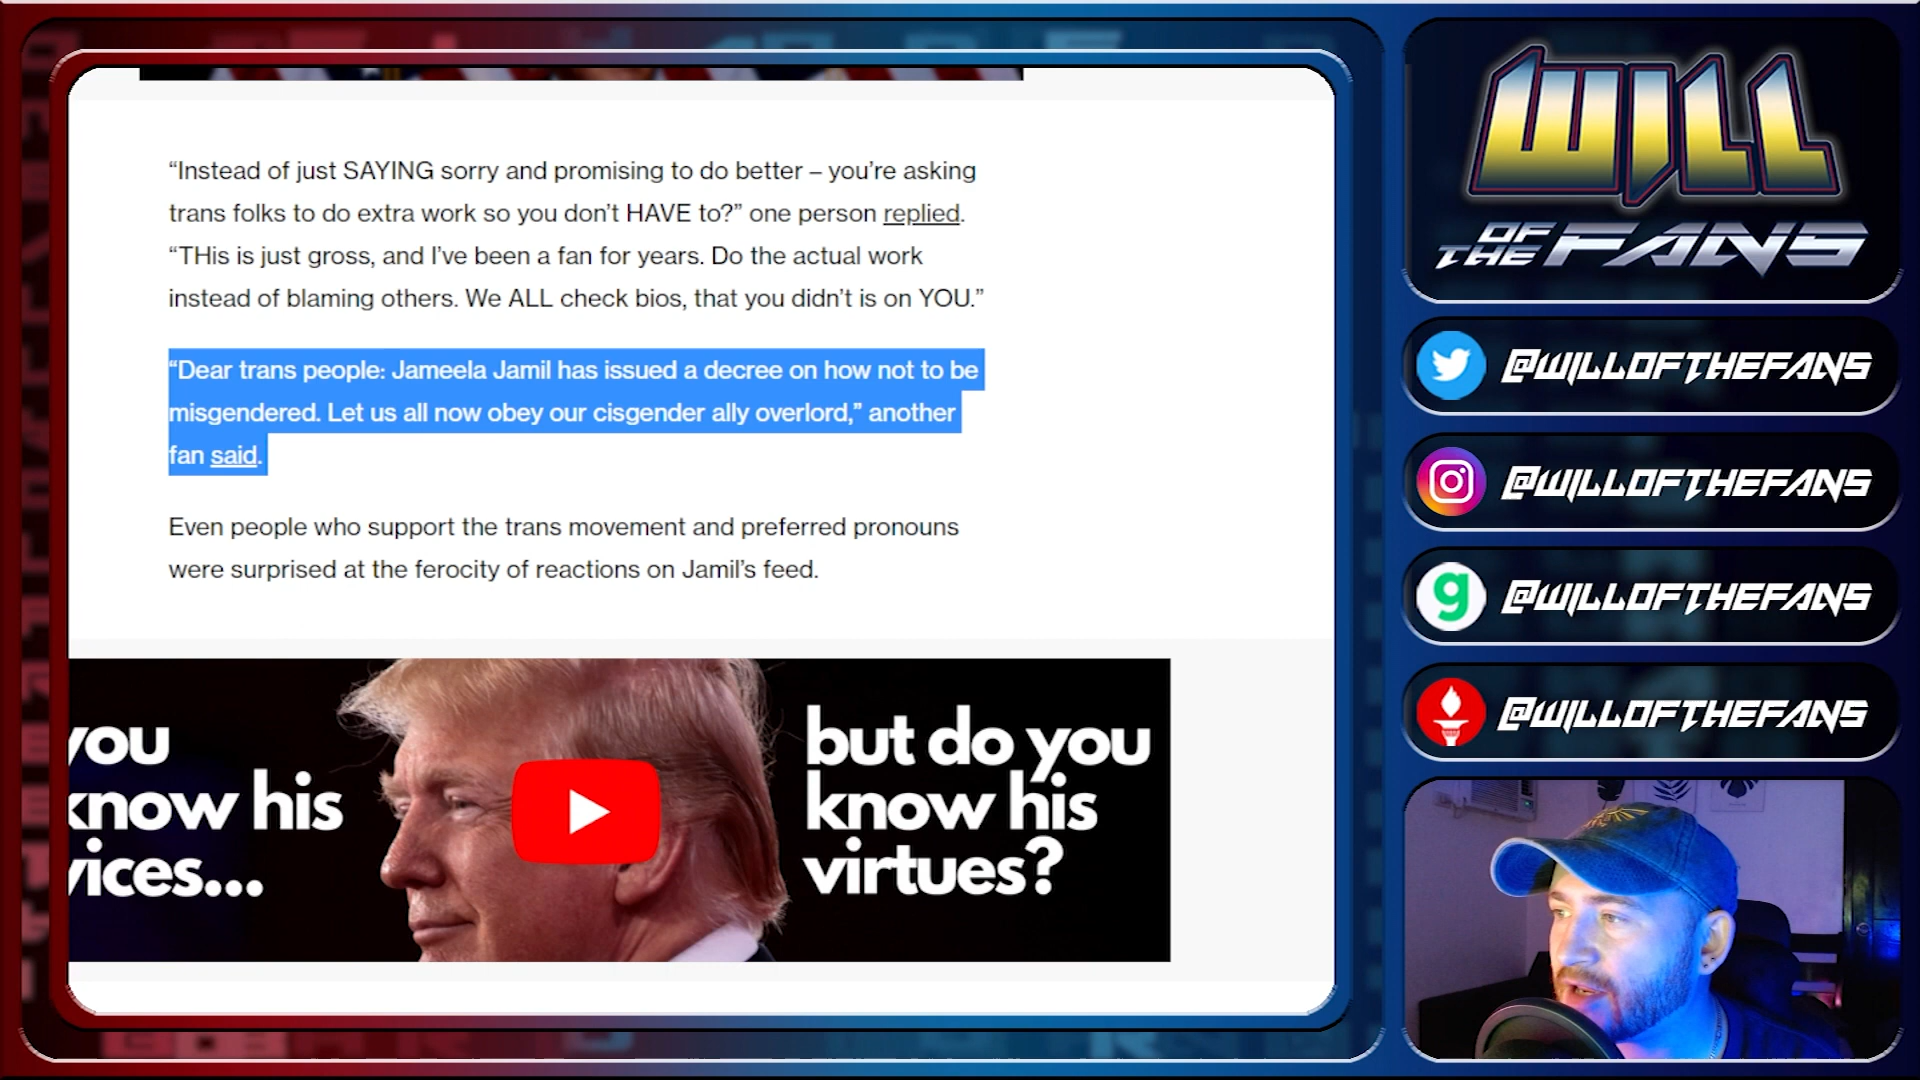 “Instead of just SAYING sorry and promising to do better – you’re asking
trans folks to do extra work so you don’t HAVE to?” one person replied.
“THis is just gross, and I’ve been a fan for years. Do the actual work
instead of blaming others. We ALL check bios, that you didn’t is on YOU.”
“Dear trans people: Jameela Jamil has issued a decree on how not to be
misgendered. Let us all now obey our cisgender ally overlord,” another
fan said.
Even people who support the trans movement and preferred pronouns
were surprised at the ferocity of reactions on Jamil’s feed.
you
know his
vices...
but do you
know his
virtues?
WILL
OF
THE FANS
@WILLOFTHEFANS
@WILLOFTHEFANS
g
@WILLOFTHEFANS
@WILLOFTHEFANS